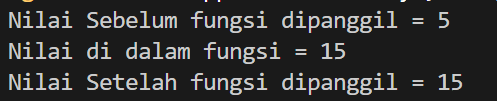 Nilai Sebelum fungsi dipanggil = 5
Nilai di dalam fungsi = 15
Nilai Setelah fungsi dipanggil = 15